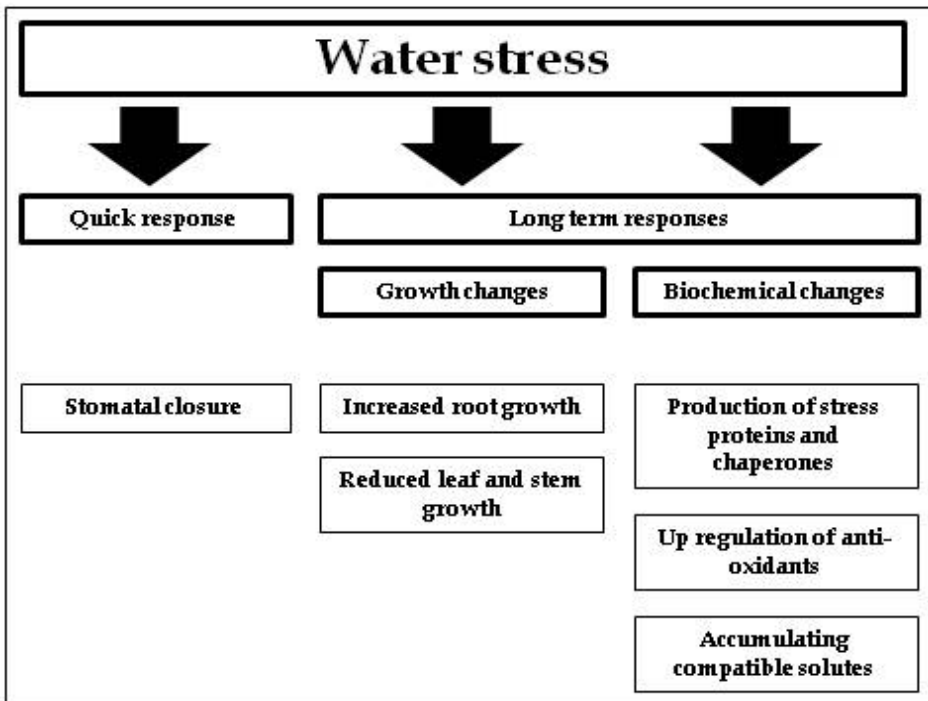 Water stress
Quick response
Long term responses
Growth changes
Biochemical changes
Stomatal closure
Increased root growth
Reduced leaf and stem
growth
Production of stress
proteins and
chaperones
Up regulation of anti-
oxidants
Accumulating
compatible solutes